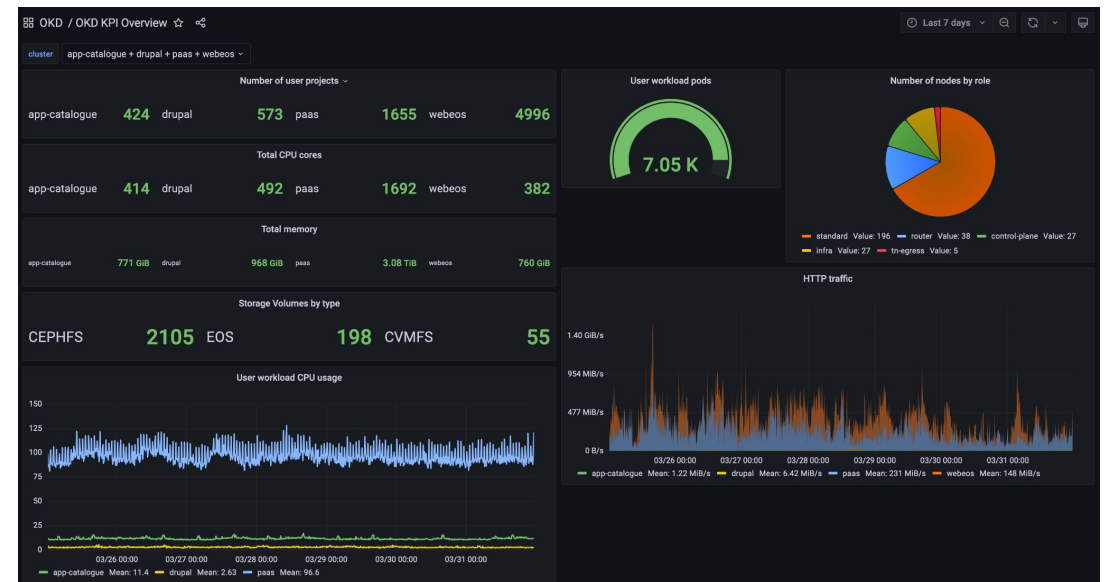 OKD / OKD KPI Overview
Last 7 days
cluster app-catalogue + drupal + paas + webeos
Number of user projects
app-catalogue 424 drupal 573 paas 1655 webeos 4996
Total CPU cores
app-catalogue 414 drupal 492 paas 1692 webeos 382
Total memory
app-catalogue 771 GiB drupal 968 GiB paas 3.08 TiB webeos 760 GiB
Storage Volumes by type
CEPHFS 2105 EOS 198 CVMFS 55
User workload CPU usage
150
125
100
75
50
25
0
03/26 00:00 03/27 00:00 03/28 00:00 03/29 00:00 03/30 00:00 03/31 00:00
app-catalogue Mean: 11.4 drupal Mean: 2.63 paas Mean: 96.6
User workload pods
7.05 K
Number of nodes by role
standard Value: 196 router Value: 38 control-plane Value: 27
infra Value: 27 tn-egress Value: 5
HTTP traffic
1.40 GiB/s
954 MiB/s
477 MiB/s
0 B/s
03/26 00:00 03/27 00:00 03/28 00:00 03/29 00:00 03/30 00:00 03/31 00:00
app-catalogue Mean: 1.22 MiB/s drupal Mean: 6.42 MiB/s paas Mean: 231 MiB/s webeos Mean: 148 MiB/s